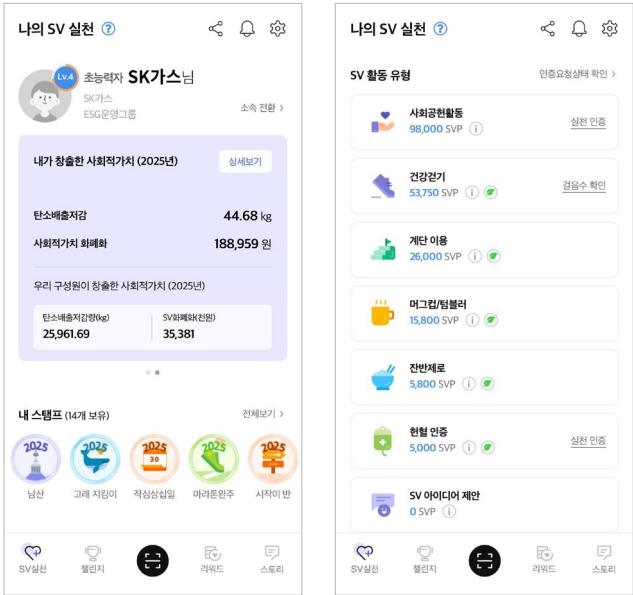 나의 SV 실천 ?
Lv.4 초능력자 SK가스님
SK가스
ESG운영그룹
소속 전환 >
내가 창출한 사회적가치 (2025년)
상세보기
탄소배출저감 44.68 kg
사회적가치 화폐화 188,959 원
우리 구성원이 창출한 사회적가치 (2025년)
탄소배출저감량(kg) SV화폐화(천원)
25,961.69 35,381
내 스탬프 (14개 보유) 전체보기 >
2025 2025 2025 2025 2025
30
남산 고래 지킴이 작심삼십일 마라톤완주 시작이 반
SV실천 챌린지 리워드 스토리
나의 SV 실천 ?
SV 활동 유형 인증요청상태 확인 >
사회공헌활동
98,000 SVP i
실천 인증
건강걷기
53,750 SVP i
걸음수 확인
계단 이용
26,000 SVP i
머그컵/텀블러
15,800 SVP i
잔반제로
5,800 SVP i
헌혈 인증
5,000 SVP i
실천 인증
SV 아이디어 제안
0 SVP i
SV실천 챌린지 리워드 스토리